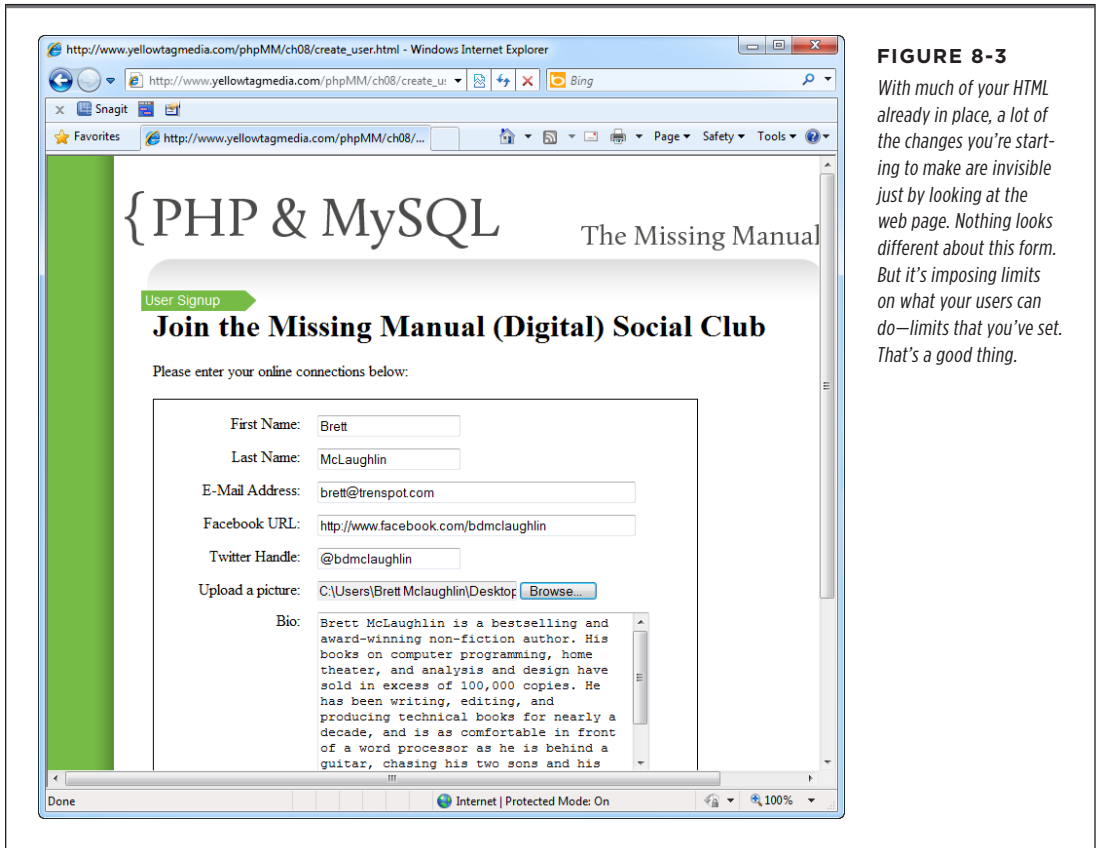 http://www.yellowtagmedia.com/phpMM/ch08/create_user.html - Windows Internet Explorer
http://www.yellowtagmedia.com/phpMM/ch08/create_u:
Bing
x Snagit
Favorites
http://www.yellowtagmedia.com/phpMM/ch08/...
Page
Safety
Tools
{PHP & MySQL
The Missing Manual
User Signup
Join the Missing Manual (Digital) Social Club
Please enter your online connections below:
First Name: Brett
Last Name: McLaughlin
E-Mail Address: brett@trenspot.com
Facebook URL: http://www.facebook.com/bdmclaughlin
Twitter Handle: @bdmclaughlin
Upload a picture: C:\Users\Brett Mclaughlin\Desktop Browse...
Bio: Brett McLaughlin is a bestselling and
award-winning non-fiction author. His
books on computer programming, home
theater, and analysis and design have
sold in excess of 100,000 copies. He
has been writing, editing, and
producing technical books for nearly a
decade, and is as comfortable in front
of a word processor as he is behind a
guitar, chasing his two sons and his
Done
Internet | Protected Mode: On
100%
FIGURE 8-3
With much of your HTML
already in place, a lot of
the changes you're start-
ing to make are invisible
just by looking at the
web page. Nothing looks
different about this form.
But it's imposing limits
on what your users can
do—limits that you've set.
That's a good thing.